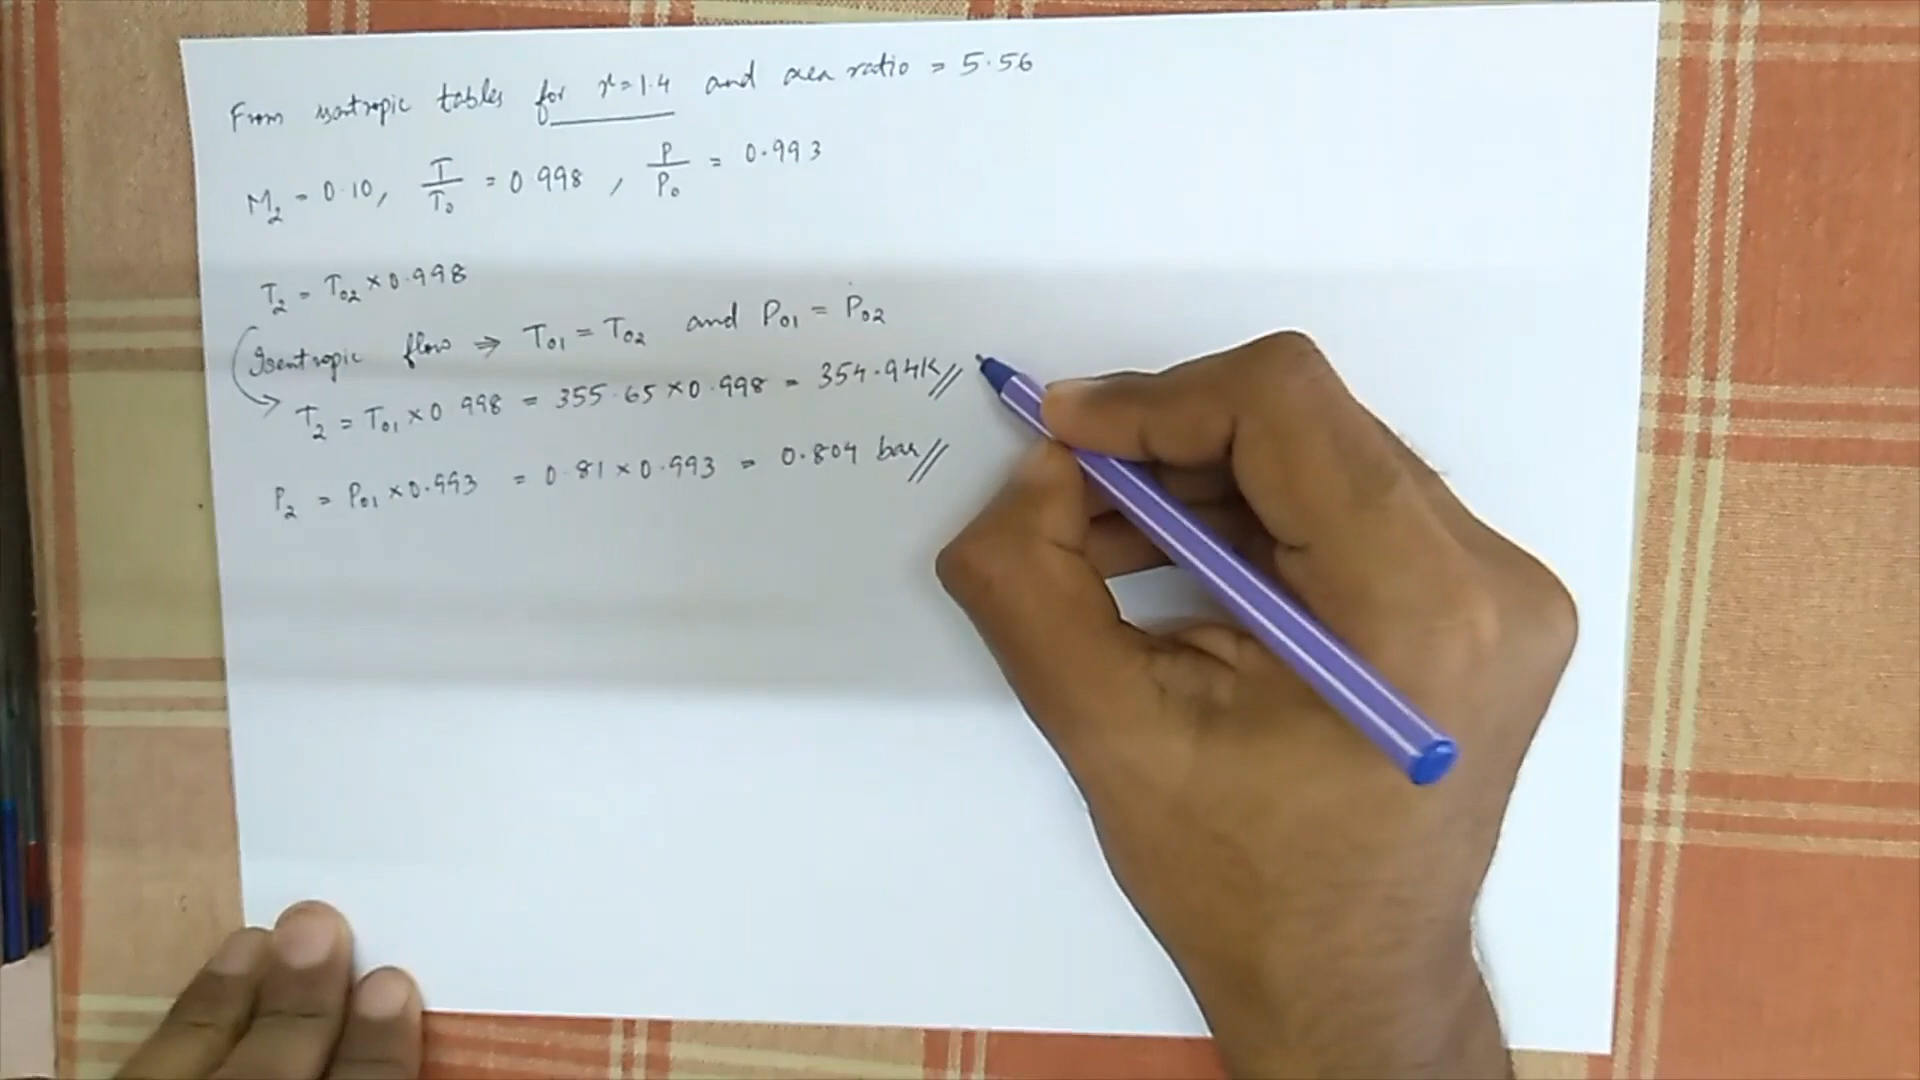 From isentropic tables for γ=1.4 and area ratio = 5.56
M₂ = 0.10, T/T₀ = 0.998, P/P₀ = 0.993
T₂ = T₀₂ × 0.998
Isentropic flow ⇒ T₀₁ = T₀₂ and P₀₁ = P₀₂
T₂ = T₀₁ × 0.998 = 355.65 × 0.998 = 354.94K//
P₂ = P₀₁ × 0.993 = 0.81 × 0.993 = 0.804 bar//